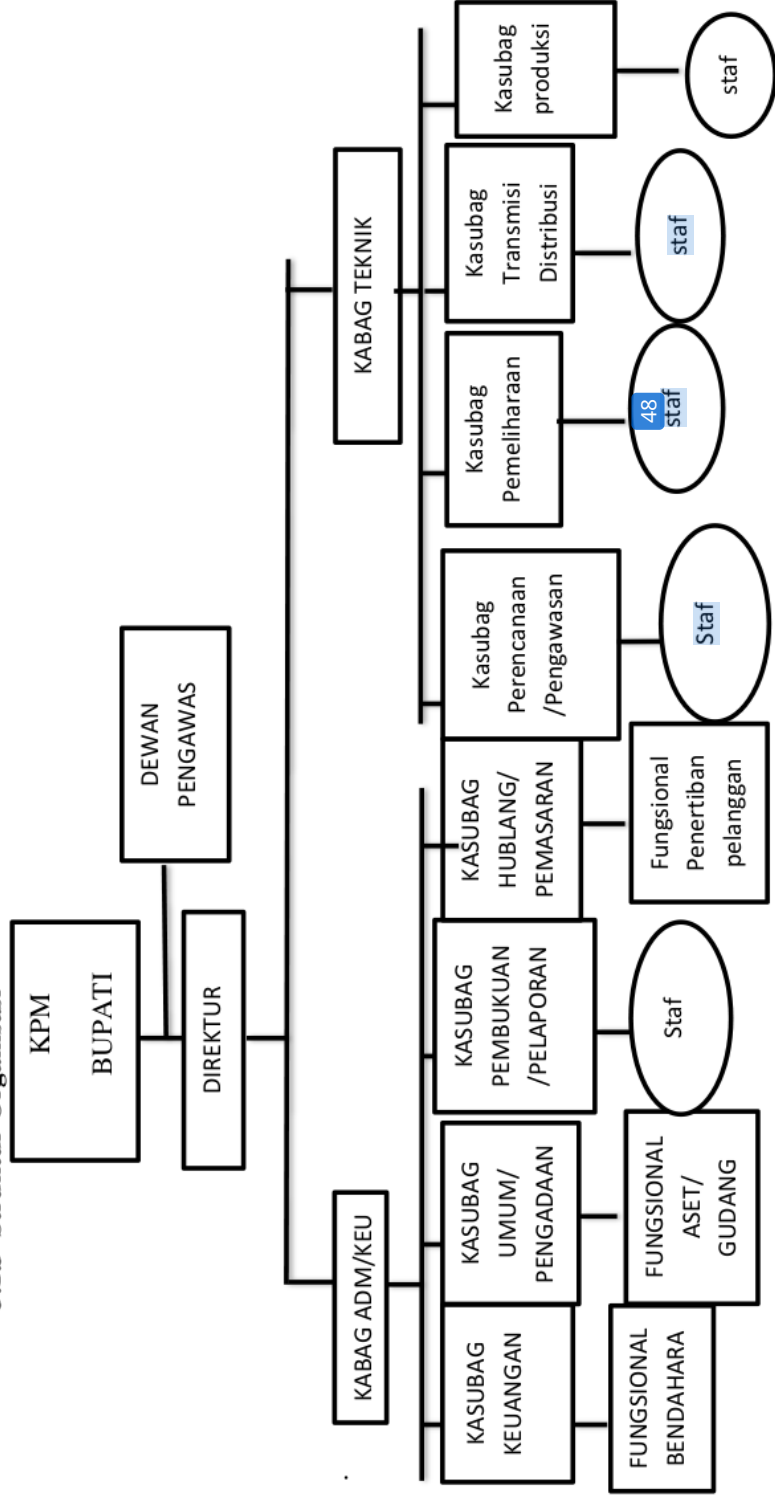 KPM
BUPATI
DEWAN
PENGAWAS
DIREKTUR
KABAG ADM/KEU
KABAG TEKNIK
KASUBAG
KEUANGAN
KASUBAG
UMUM/
PENGADAAN
KASUBAG
PEMBUKUAN
/PELAPORAN
KASUBAG
HUBLANG/
PEMASARAN
Kasubag
Perencanaan
/Pengawasan
Kasubag
Pemeliharaan
Kasubag
Transmisi
Distribusi
Kasubag
produksi
FUNGSIONAL
BENDAHARA
FUNGSIONAL
ASET/
GUDANG
Staf
Fungsional
Penertiban
pelanggan
Staf
48
staf
staf
staf